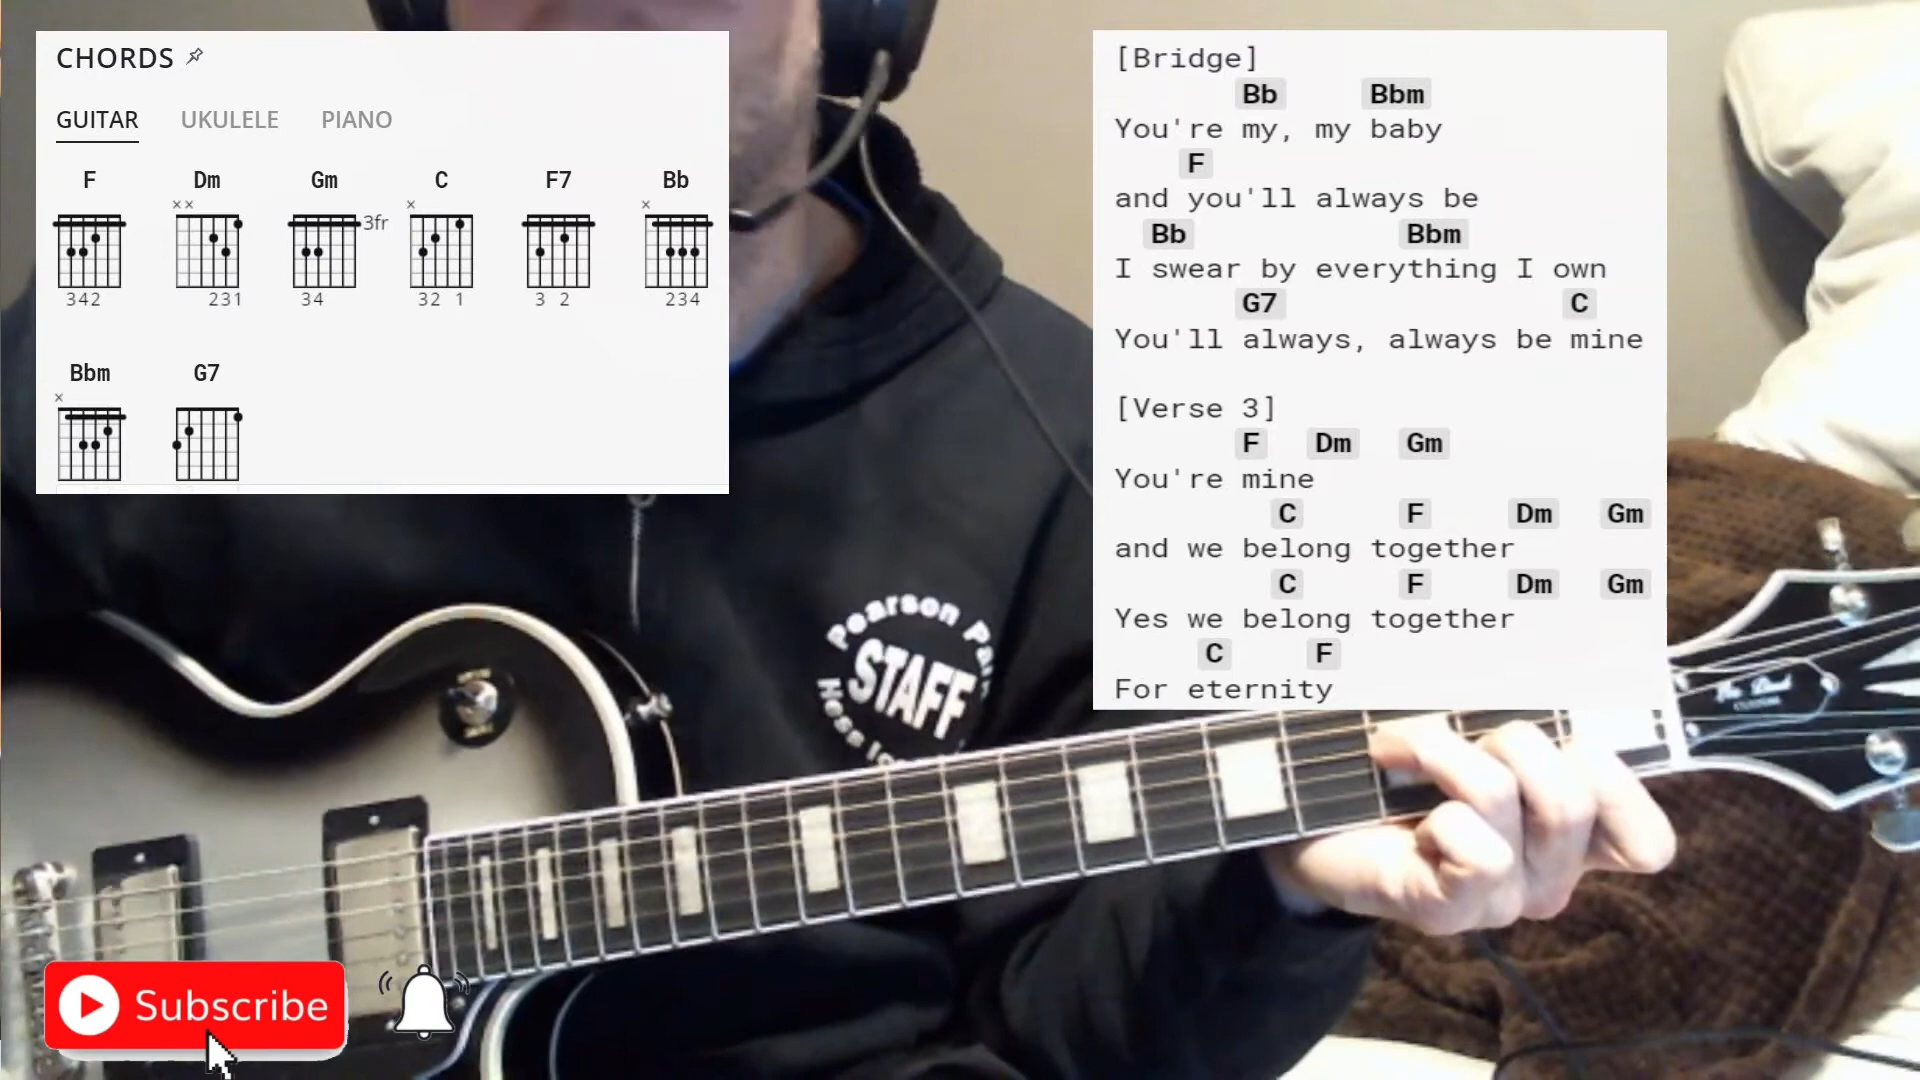 CHORDS
GUITAR UKULELE PIANO
F Dm Gm C F7 Bb
×× × ×
3fr
342 231 34 32 1 3 2 234
Bbm G7
×
[Bridge]
Bb Bbm
You're my, my baby
F
and you'll always be
Bb Bbm
I swear by everything I own
G7 C
You'll always, always be mine
[Verse 3]
F Dm Gm
You're mine
C F Dm Gm
and we belong together
C F Dm Gm
Yes we belong together
C F
For eternity
Pearson
STAFF
Subscribe